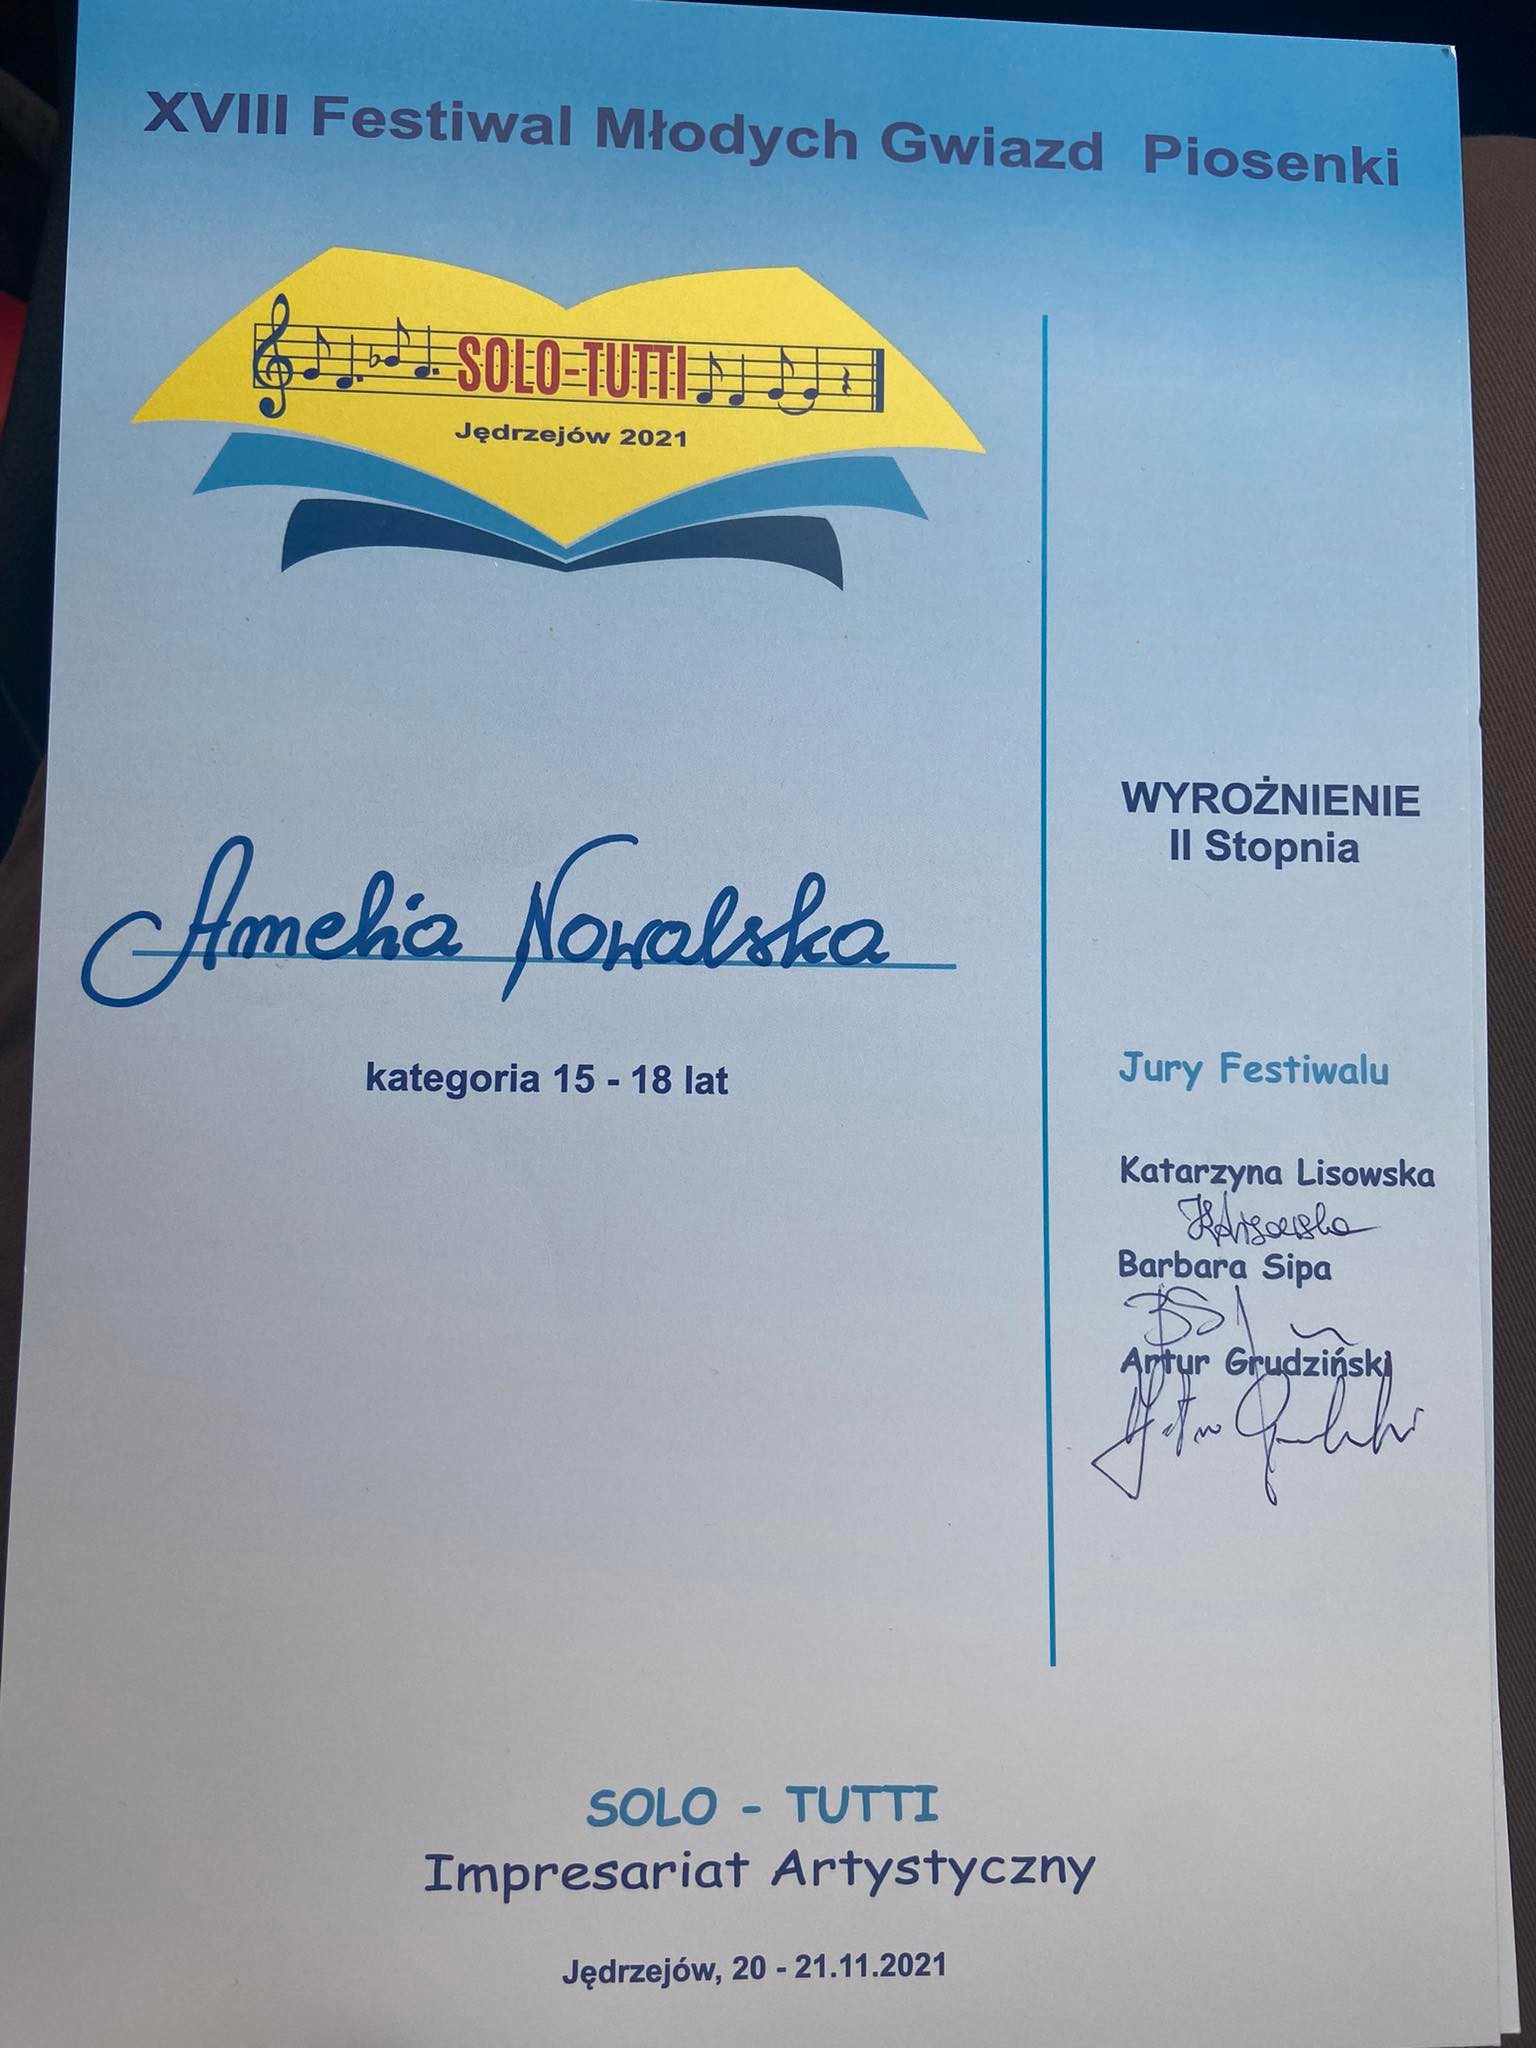 XVIII Festiwal Młodych Gwiazd Piosenki
SOLO-TUTTI
Jędrzejów 2021
Amelia Nowalska
kategoria 15 - 18 lat
WYROŻNIENIE
II Stopnia
Jury Festiwalu
Katarzyna Lisowska
Barbara Sipa
Artur Grudziński
SOLO - TUTTI
Impresariat Artystyczny
Jędrzejów, 20 - 21.11.2021